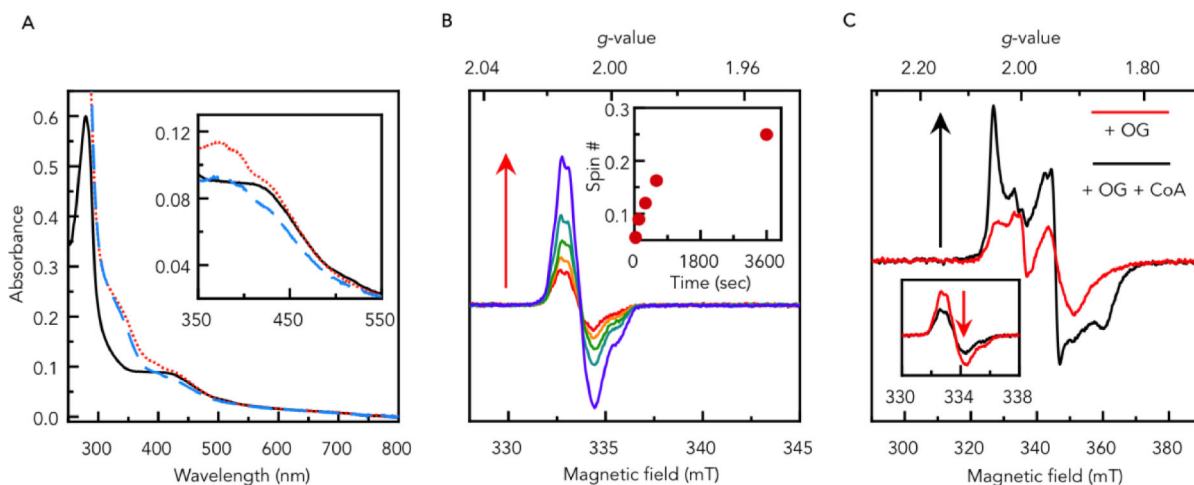 A
Absorbance
0.6
0.5
0.4
0.3
0.2
0.1
0.0
300 400 500 600 700 800
Wavelength (nm)
0.12
0.08
0.04
350 450 550
B
g-value
2.04 2.00 1.96
330 335 340 345
Magnetic field (mT)
Spin #
0.3
0.1
0 1800 3600
Time (sec)
C
g-value
2.20 2.00 1.80
+ OG
+ OG + CoA
330 334 338
300 320 340 360 380
Magnetic field (mT)